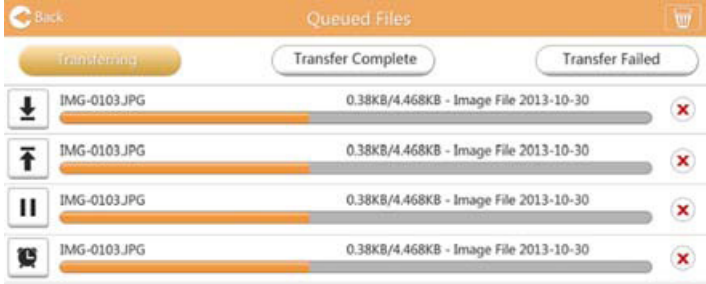 Back Queued Files
Transferring Transfer Complete Transfer Failed
IMG-0103.JPG 0.38KB/4.468KB - Image File 2013-10-30
IMG-0103.JPG 0.38KB/4.468KB - Image File 2013-10-30
IMG-0103.JPG 0.38KB/4.468KB - Image File 2013-10-30
IMG-0103.JPG 0.38KB/4.468KB - Image File 2013-10-30